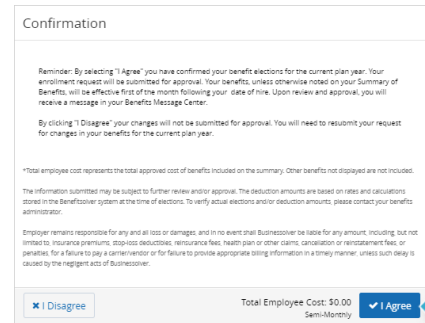 Confirmation
Reminder: By selecting "I Agree" you have confirmed your benefit elections for the current plan year. Your
enrollment request will be submitted for approval. Your benefits, unless otherwise noted on your Summary of
Benefits, will be effective first of the month following your date of hire. Upon review and approval, you will
receive a message in your Benefits Message Center.
By clicking "I Disagree" your changes will not be submitted for approval. You will need to resubmit your request
for changes in your benefits for the current plan year.
*Total employee cost represents the total approved cost of benefits included on the summary. Other benefits not displayed are not included.
The information submitted may be subject to further review and/or approval. The deduction amounts are based on rates and calculations
stored in the Benefitsolver system at the time of elections. To verify actual elections and/or deduction amounts, please contact your benefits
administrator.
Employer remains responsible for any and all loss or damages, and in no event shall Businessolver be liable for any amount, including, but not
limited to, insurance premiums, stop-loss deductibles, reinsurance fees, health plan or other claims, cancellation or reinstatement fees, or
penalties, for a failure to pay a carrier/vendor or for failure to provide appropriate billing information in a timely manner, unless such delay is
caused by the negligent acts of Businessolver.
I Disagree
Total Employee Cost: $0.00
Semi-Monthly
I Agree